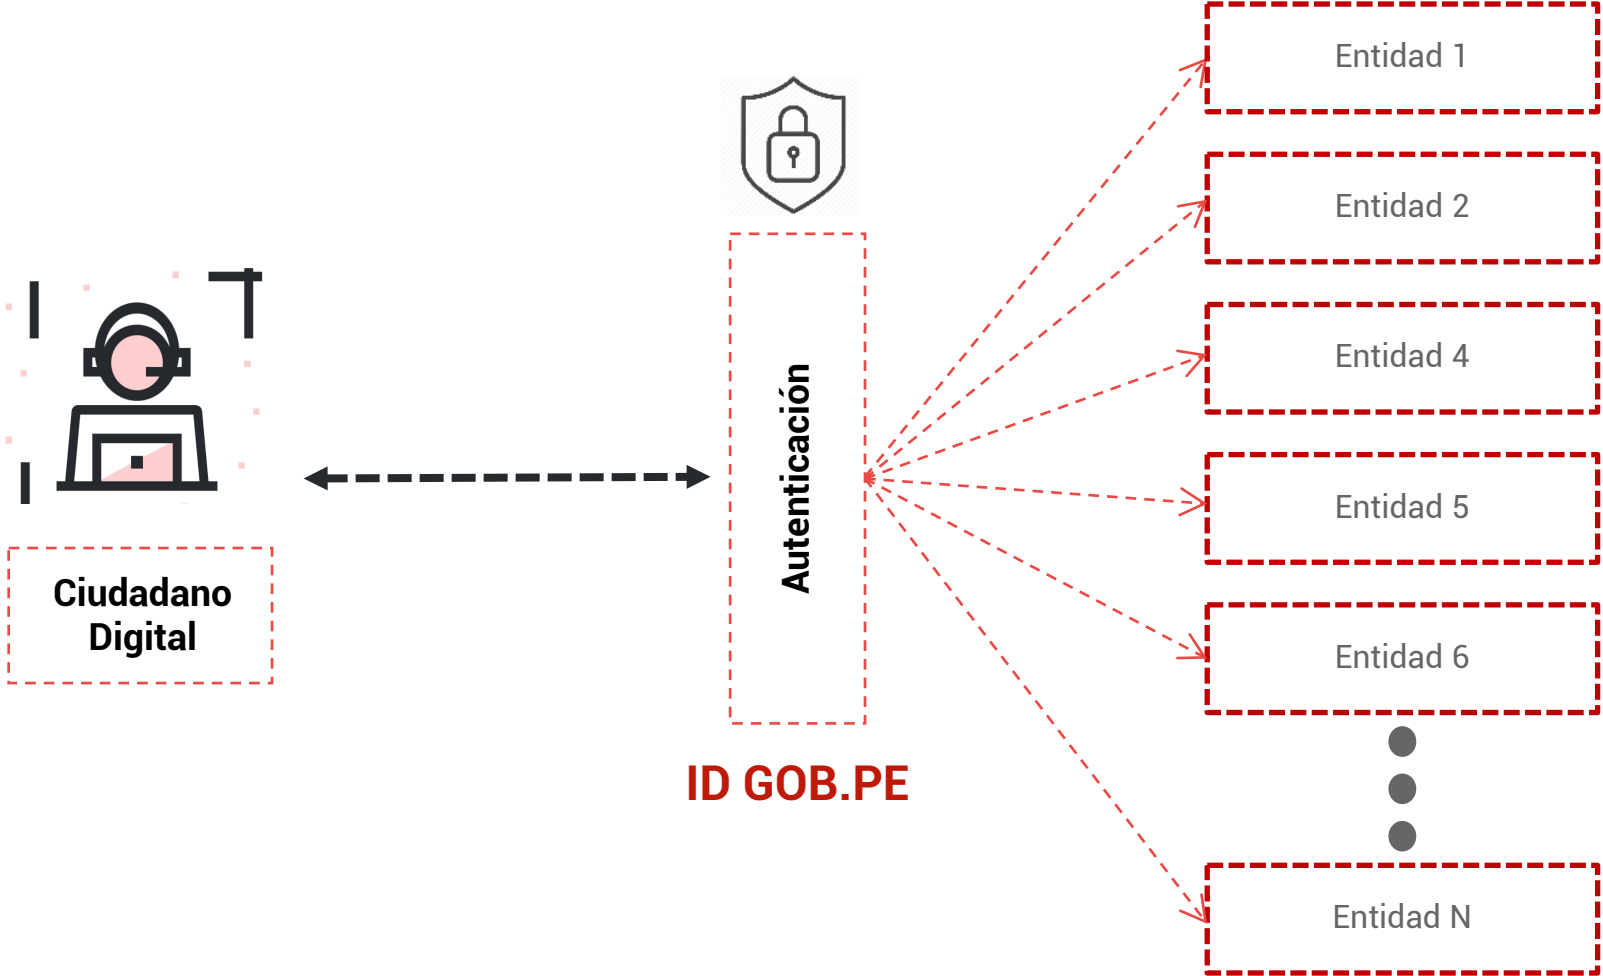 Ciudadano
Digital
Autenticación
ID GOB.PE
Entidad 1
Entidad 2
Entidad 4
Entidad 5
Entidad 6
Entidad N